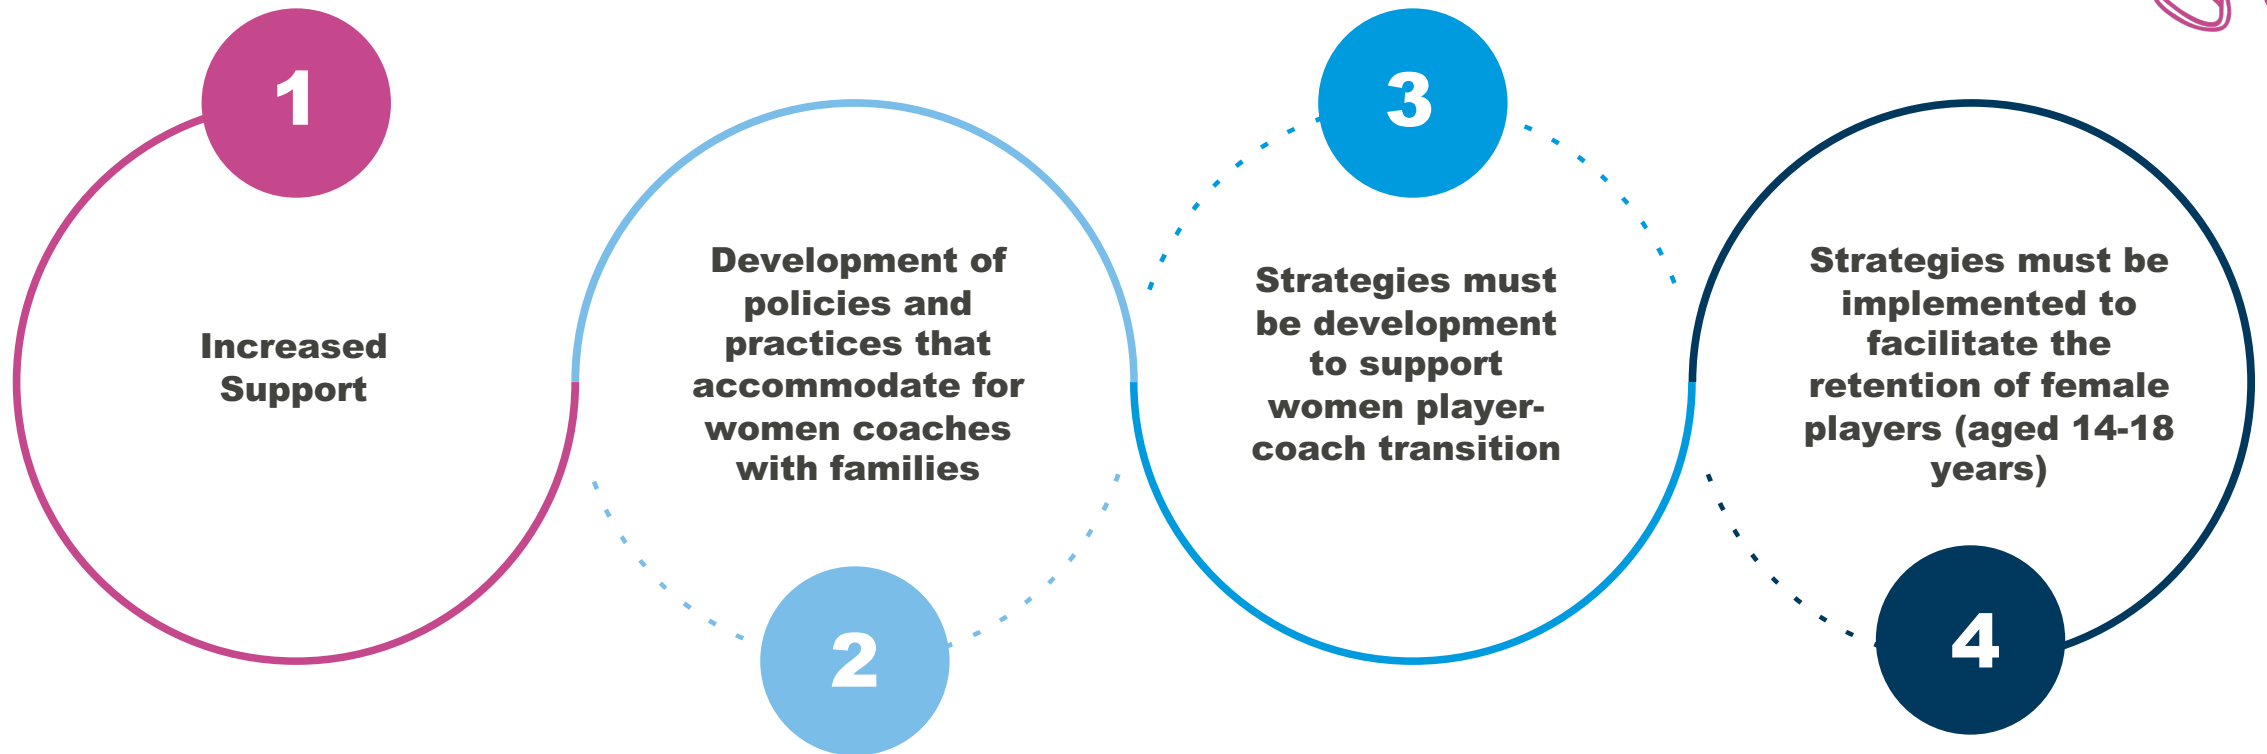 1
Increased
Support
2
Development of
policies and
practices that
accommodate for
women coaches
with families
3
Strategies must
be development
to support
women player-
coach transition
4
Strategies must be
implemented to
facilitate the
retention of female
players (aged 14-18
years)